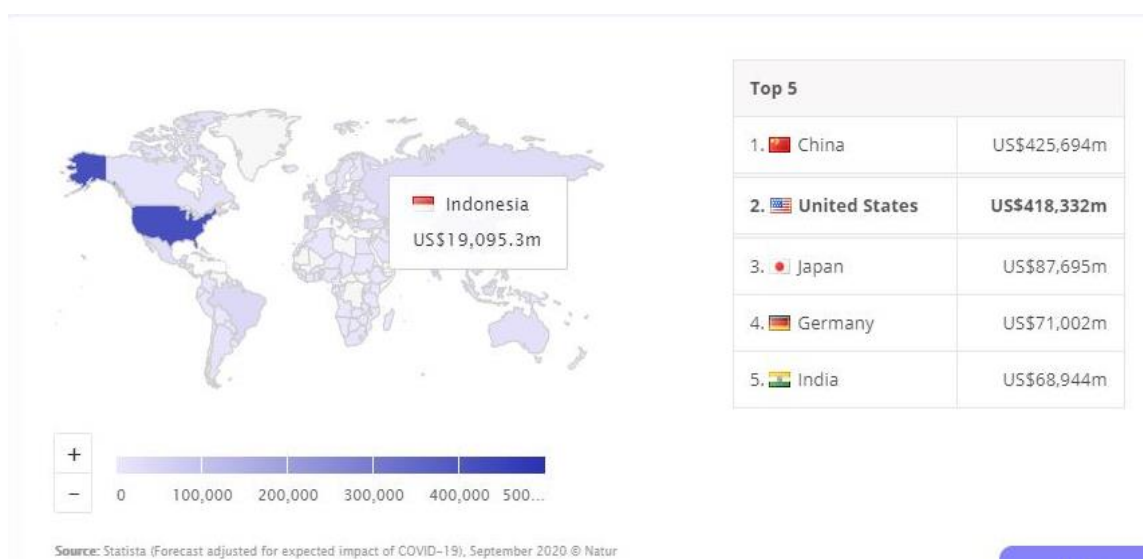 Top 5
1. China US$425,694m
2. United States US$418,332m
3. Japan US$87,695m
4. Germany US$71,002m
5. India US$68,944m
Indonesia
US$19,095.3m
+
−
0 100,000 200,000 300,000 400,000 500...
Source: Statista (Forecast adjusted for expected impact of COVID-19), September 2020 © Natur